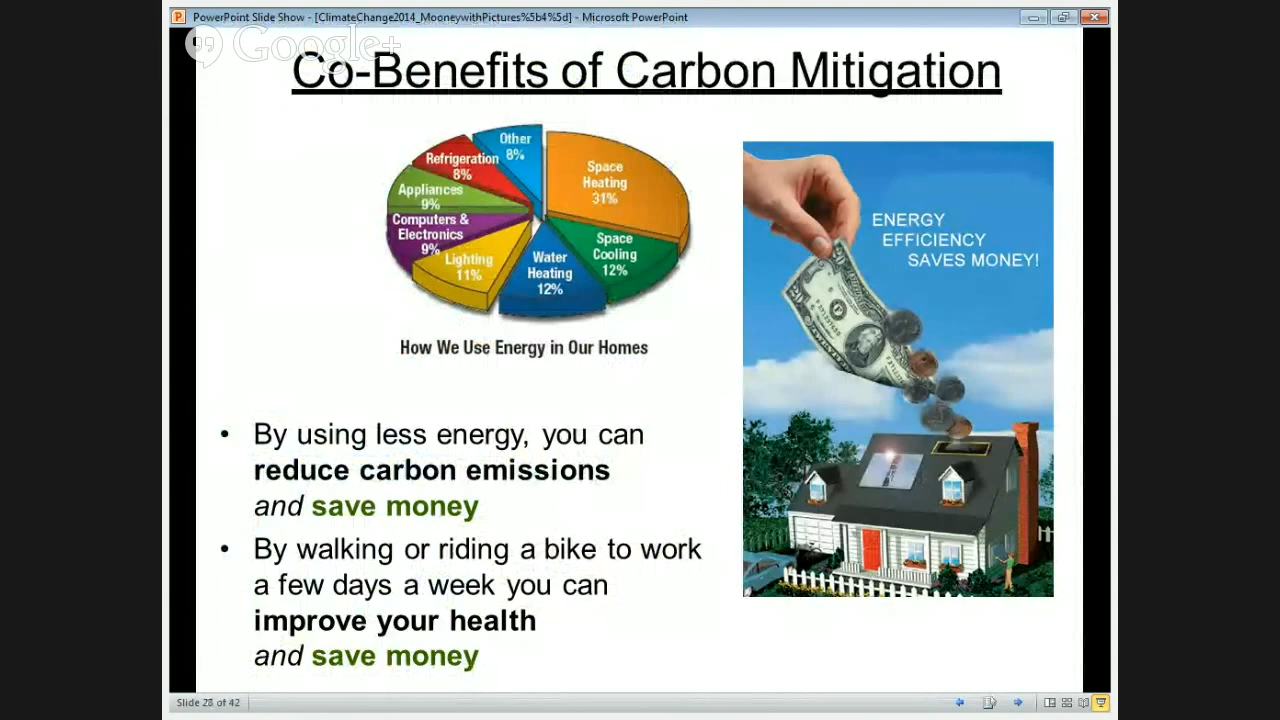 PowerPoint Slide Show - [ClimateChange2014_MooneywithPictures%5b4%5d] - Microsoft PowerPoint
Google+
Co-Benefits of Carbon Mitigation
Other
8%
Refrigeration
8%
Appliances
9%
Computers &
Electronics
9%
Lighting
11%
Water
Heating
12%
Space
Cooling
12%
Space
Heating
31%
How We Use Energy in Our Homes
ENERGY
EFFICIENCY
SAVES MONEY!
20
• By using less energy, you can
reduce carbon emissions
and save money
• By walking or riding a bike to work
a few days a week you can
improve your health
and save money
Slide 28 of 42